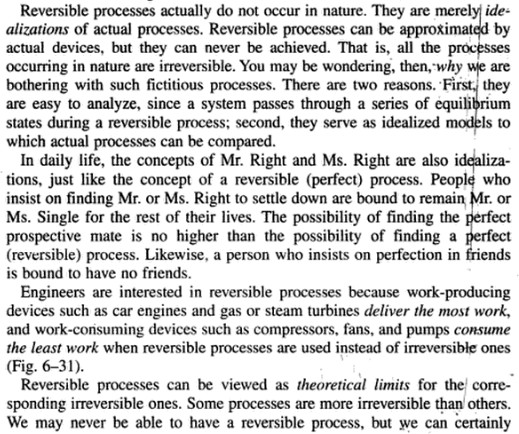 Reversible processes actually do not occur in nature. They are merely ide-
alizations of actual processes. Reversible processes can be approximated by
actual devices, but they can never be achieved. That is, all the processes
occurring in nature are irreversible. You may be wondering, then, why we are
bothering with such fictitious processes. There are two reasons. First, they
are easy to analyze, since a system passes through a series of equilibrium
states during a reversible process; second, they serve as idealized models to
which actual processes can be compared.
In daily life, the concepts of Mr. Right and Ms. Right are also idealiza-
tions, just like the concept of a reversible (perfect) process. People who
insist on finding Mr. or Ms. Right to settle down are bound to remain Mr. or
Ms. Single for the rest of their lives. The possibility of finding the perfect
prospective mate is no higher than the possibility of finding a perfect
(reversible) process. Likewise, a person who insists on perfection in friends
is bound to have no friends.
Engineers are interested in reversible processes because work-producing
devices such as car engines and gas or steam turbines deliver the most work,
and work-consuming devices such as compressors, fans, and pumps consume
the least work when reversible processes are used instead of irreversible ones
(Fig. 6–31).
Reversible processes can be viewed as theoretical limits for the corre-
sponding irreversible ones. Some processes are more irreversible than others.
We may never be able to have a reversible process, but we can certainly